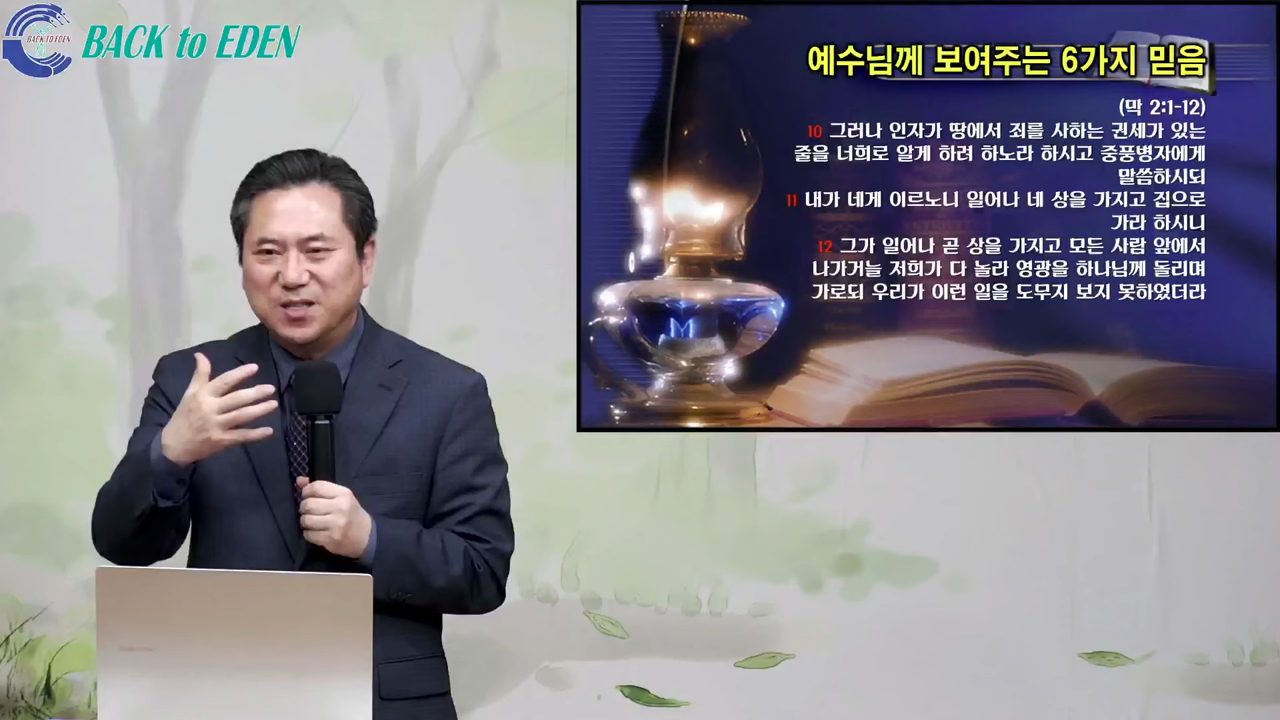 BACK TO EDEN
BACK to EDEN
예수님께 보여주는 6가지 믿음
(막 2:1-12)
10 그러나 인자가 땅에서 죄를 사하는 권세가 있는
줄을 너희로 알게 하려 하노라 하시고 중풍병자에게
말씀하시되
11 내가 네게 이르노니 일어나 네 상을 가지고 집으로
가라 하시니
12 그가 일어나 곧 상을 가지고 모든 사람 앞에서
나가거늘 저희가 다 놀라 영광을 하나님께 돌리며
가로되 우리가 이런 일을 도무지 보지 못하였더라